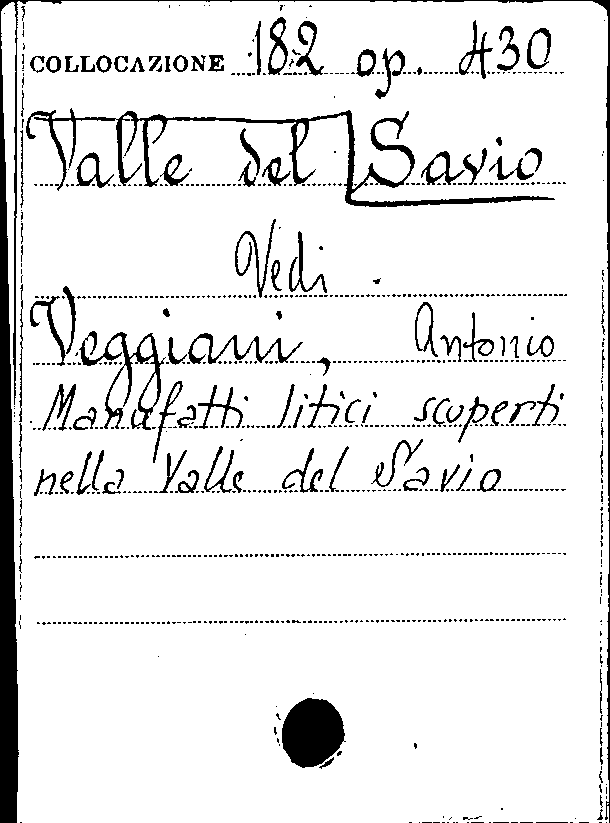 COLLOCAZIONE 182 op. 430
Valle del Savio
Vedi .
Veggiani, Antonio
Manufatti litici scoperti
nella Valle del Savio